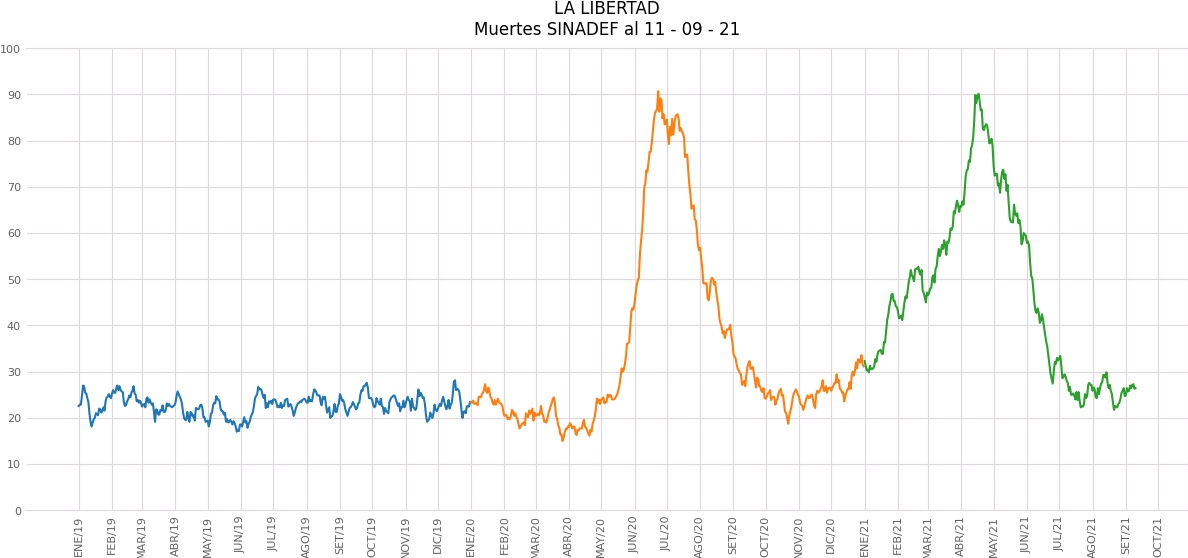 LA LIBERTAD
Muertes SINADEF al 11 - 09 - 21
100
90
80
70
60
50
40
30
20
10
0
ENE/19
FEB/19
MAR/19
ABR/19
MAY/19
JUN/19
JUL/19
AGO/19
SET/19
OCT/19
NOV/19
DIC/19
ENE/20
FEB/20
MAR/20
ABR/20
MAY/20
JUN/20
JUL/20
AGO/20
SET/20
OCT/20
NOV/20
DIC/20
ENE/21
FEB/21
MAR/21
ABR/21
MAY/21
JUN/21
JUL/21
AGO/21
SET/21
OCT/21